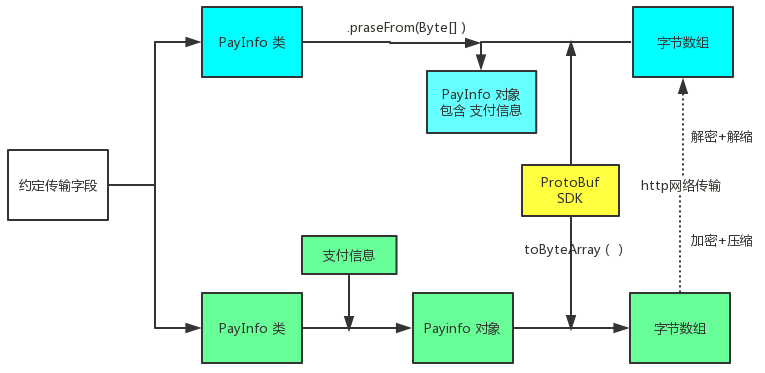 PayInfo 类
.praseFrom(Byte[] )
字节数组
PayInfo 对象
包含 支付信息
解密+解缩
约定传输字段
ProtoBuf
SDK
http网络传输
支付信息
toByteArray (  )
加密+压缩
PayInfo 类
Payinfo 对象
字节数组